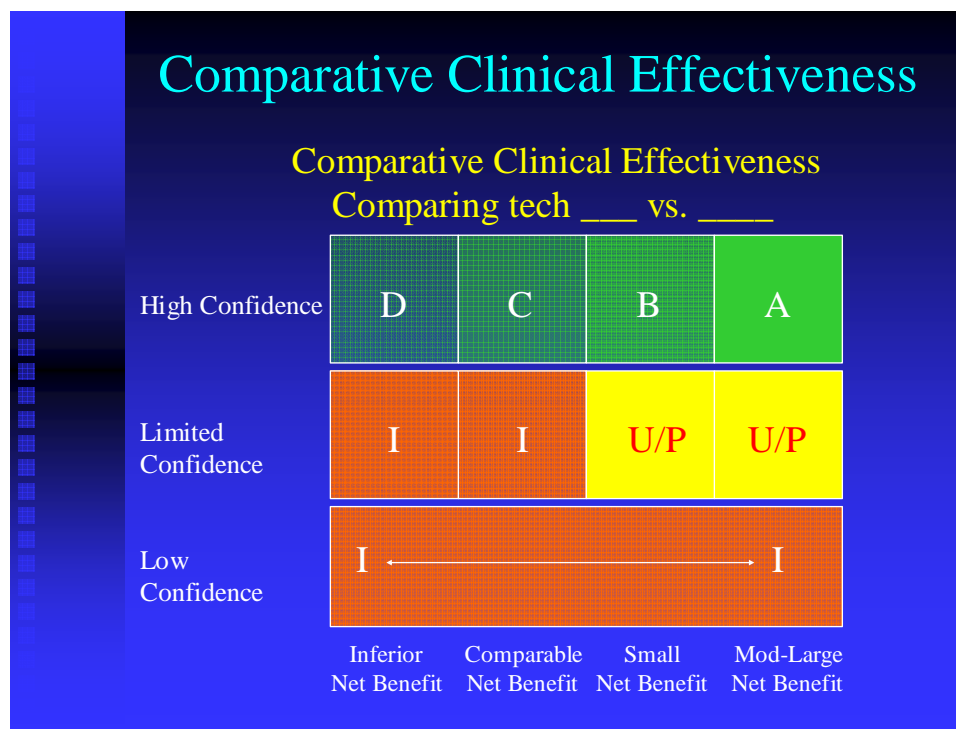 Comparative Clinical Effectiveness
Comparative Clinical Effectiveness
Comparing tech ___ vs. ____
High Confidence
D
C
B
A
Limited
Confidence
I
I
U/P
U/P
Low
Confidence
I
I
Inferior
Net Benefit
Comparable
Net Benefit
Small
Net Benefit
Mod-Large
Net Benefit